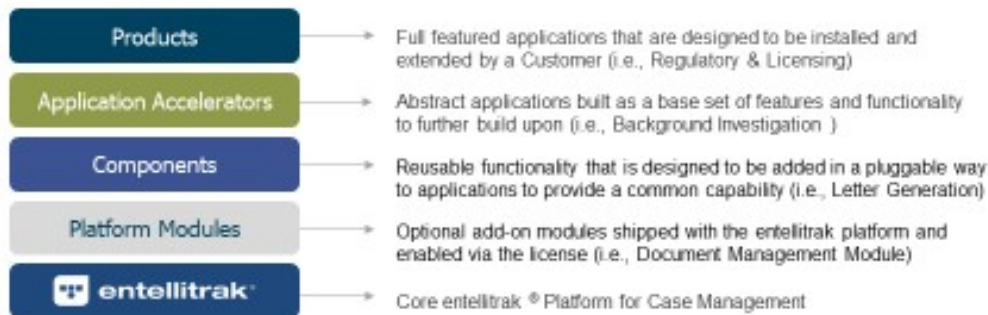 Products
Full featured applications that are designed to be installed and
extended by a Customer (i.e., Regulatory & Licensing)
Application Accelerators
Abstract applications built as a base set of features and functionality
to further build upon (i.e., Background Investigation )
Components
Reusable functionality that is designed to be added in a pluggable way
to applications to provide a common capability (i.e., Letter Generation)
Platform Modules
Optional add-on modules shipped with the entellitrak platform and
enabled via the license (i.e., Document Management Module)
entellitrak
Core entellitrak ® Platform for Case Management